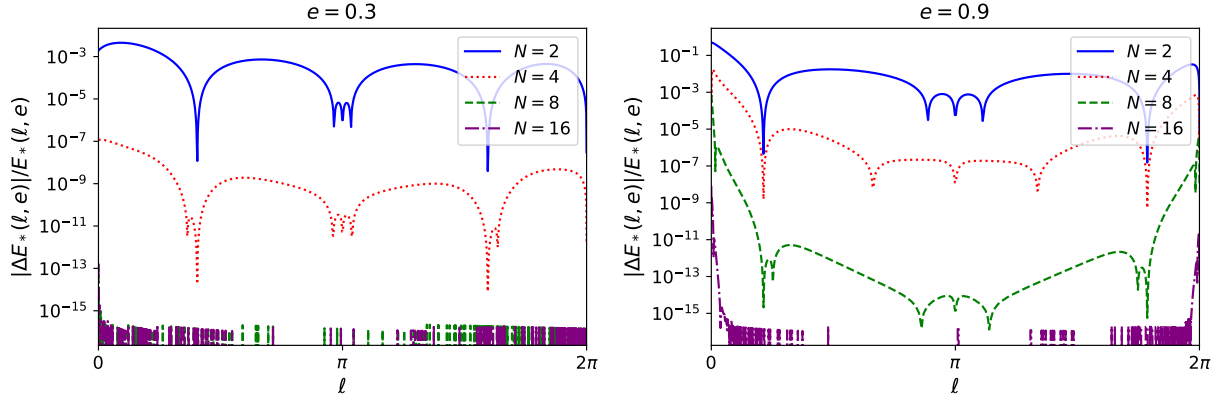 e = 0.3
|ΔE*(ℓ, e)|/E*(ℓ, e)
10⁻³
10⁻⁵
10⁻⁷
10⁻⁹
10⁻¹¹
10⁻¹³
10⁻¹⁵
N = 2
N = 4
N = 8
N = 16
0
π
2π
ℓ
e = 0.9
|ΔE*(ℓ, e)|/E*(ℓ, e)
10⁻¹
10⁻³
10⁻⁵
10⁻⁷
10⁻⁹
10⁻¹¹
10⁻¹³
10⁻¹⁵
N = 2
N = 4
N = 8
N = 16
0
π
2π
ℓ